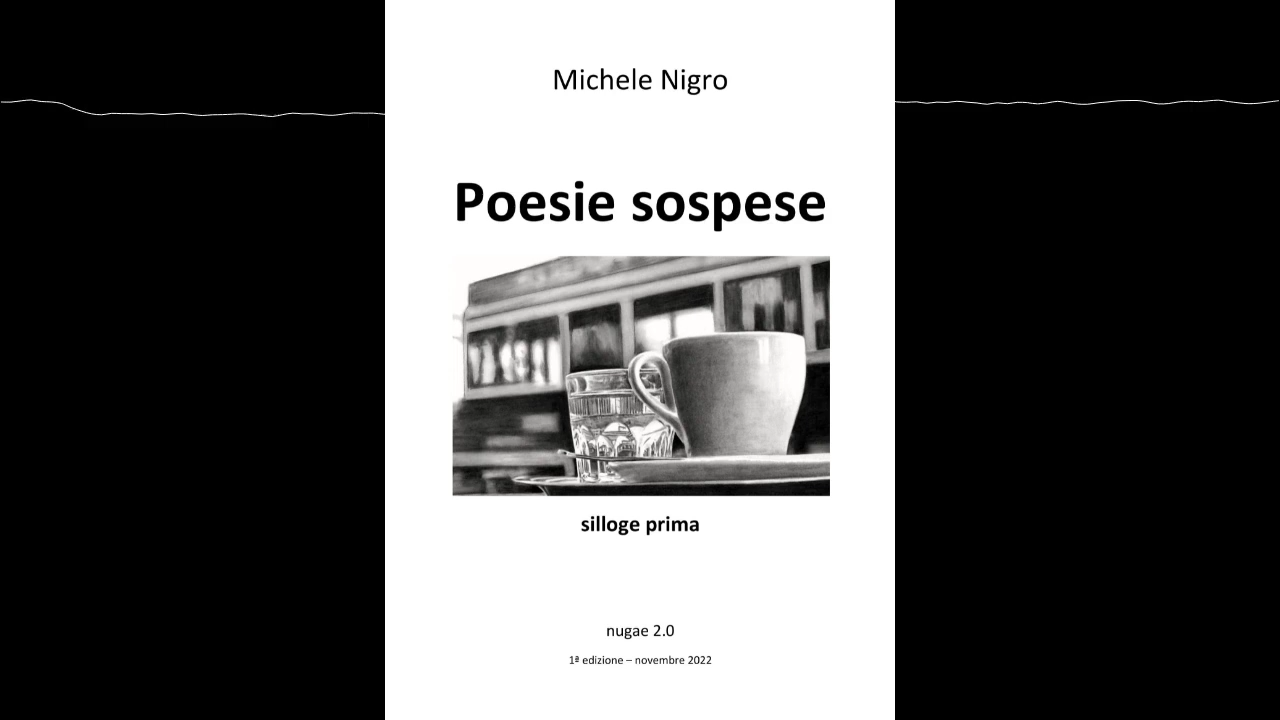 Michele Nigro
Poesie sospese
silloge prima
nugae 2.0
1ª edizione – novembre 2022